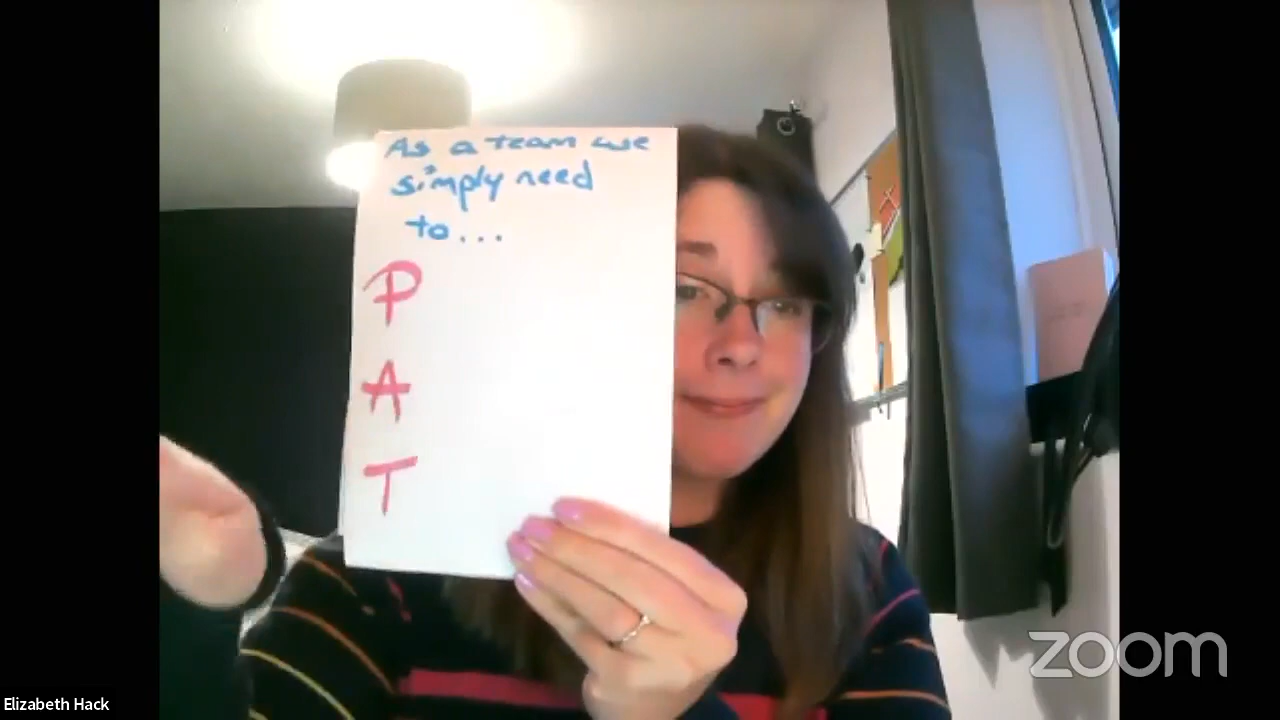 As a team we
simply need
to...
P
A
T
zoom
Elizabeth Hack